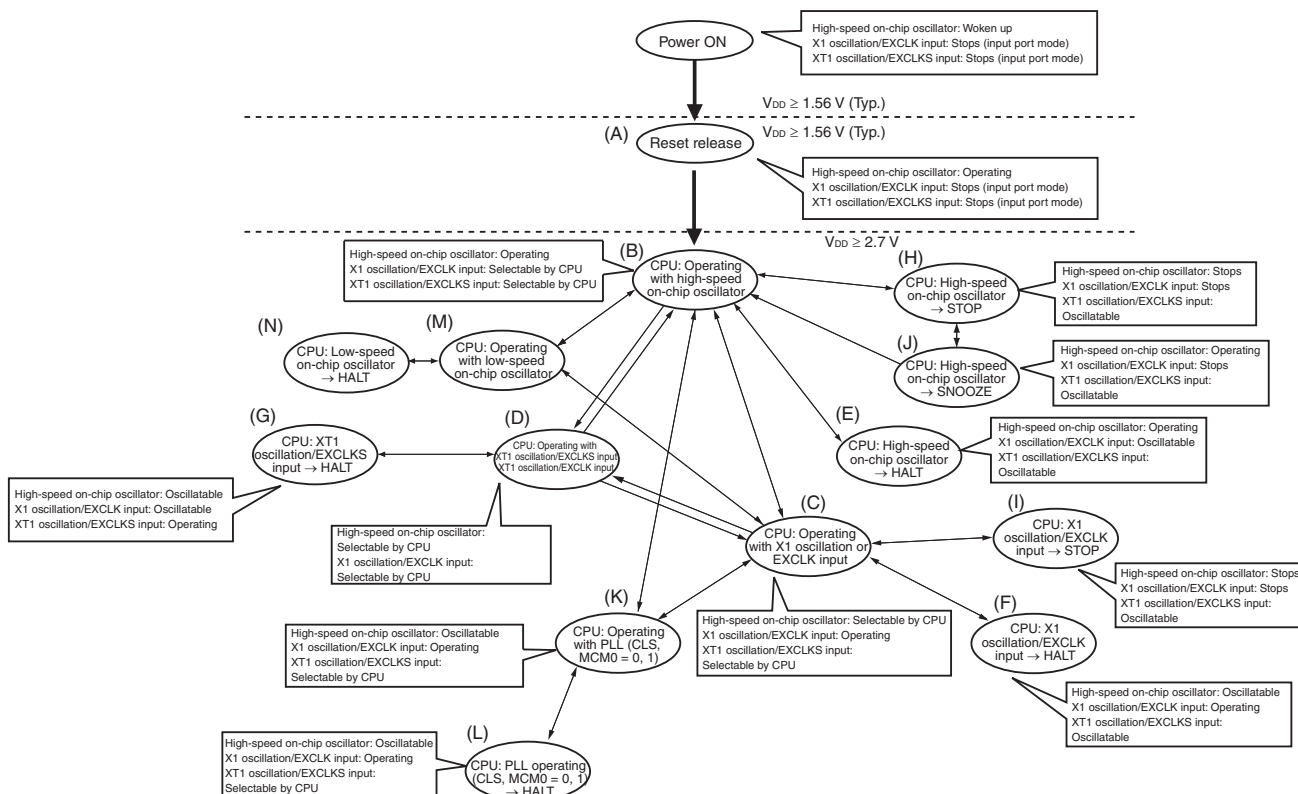 Power ON
High-speed on-chip oscillator: Woken up
X1 oscillation/EXCLK input: Stops (input port mode)
XT1 oscillation/EXCLKS input: Stops (input port mode)
VDD ≥ 1.56 V (Typ.)
VDD ≥ 1.56 V (Typ.)
(A)
Reset release
High-speed on-chip oscillator: Operating
X1 oscillation/EXCLK input: Stops (input port mode)
XT1 oscillation/EXCLKS input: Stops (input port mode)
VDD ≥ 2.7 V
High-speed on-chip oscillator: Operating
X1 oscillation/EXCLK input: Selectable by CPU
XT1 oscillation/EXCLKS input: Selectable by CPU
(B)
CPU: Operating
with high-speed
on-chip oscillator
(H)
CPU: High-speed
on-chip oscillator
→ STOP
High-speed on-chip oscillator: Stops
X1 oscillation/EXCLK input: Stops
XT1 oscillation/EXCLKS input:
Oscillatable
(N)
CPU: Low-speed
on-chip oscillator
→ HALT
(M)
CPU: Operating
with low-speed
on-chip oscillator
(J)
CPU: High-speed
on-chip oscillator
→ SNOOZE
High-speed on-chip oscillator: Operating
X1 oscillation/EXCLK input: Stops
XT1 oscillation/EXCLKS input:
Oscillatable
(G)
CPU: XT1
oscillation/EXCLKS
input → HALT
High-speed on-chip oscillator: Oscillatable
X1 oscillation/EXCLK input: Oscillatable
XT1 oscillation/EXCLKS input: Operating
(D)
CPU: Operating with
XT1 oscillation/EXCLKS input
XT1 oscillation/EXCLK input
High-speed on-chip oscillator:
Selectable by CPU
X1 oscillation/EXCLK input:
Selectable by CPU
(E)
CPU: High-speed
on-chip oscillator
→ HALT
High-speed on-chip oscillator: Operating
X1 oscillation/EXCLK input: Oscillatable
XT1 oscillation/EXCLKS input:
Oscillatable
(C)
CPU: Operating
with X1 oscillation or
EXCLK input
High-speed on-chip oscillator: Selectable by CPU
X1 oscillation/EXCLK input: Operating
XT1 oscillation/EXCLKS input:
Selectable by CPU
(I)
CPU: X1
oscillation/EXCLK
input → STOP
High-speed on-chip oscillator: Stops
X1 oscillation/EXCLK input: Stops
XT1 oscillation/EXCLKS input:
Oscillatable
(F)
CPU: X1
oscillation/EXCLK
input → HALT
High-speed on-chip oscillator: Oscillatable
X1 oscillation/EXCLK input: Operating
XT1 oscillation/EXCLKS input:
Oscillatable
(K)
CPU: Operating
with PLL (CLS,
MCM0 = 0, 1)
High-speed on-chip oscillator: Oscillatable
X1 oscillation/EXCLK input: Operating
XT1 oscillation/EXCLKS input:
Selectable by CPU
(L)
CPU: PLL operating
(CLS, MCM0 = 0, 1)
→ HALT
High-speed on-chip oscillator: Oscillatable
X1 oscillation/EXCLK input: Operating
XT1 oscillation/EXCLKS input:
Selectable by CPU